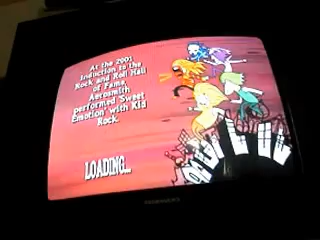 At the 2001
Induction to the
Rock and Roll Hall
of Fame,
Aerosmith
performed 'Sweet
Emotion' with Kid
Rock.
LOADING...